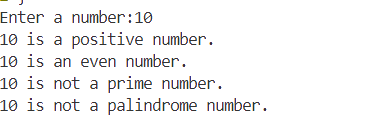 Enter a number:10
10 is a positive number.
10 is an even number.
10 is not a prime number.
10 is not a palindrome number.